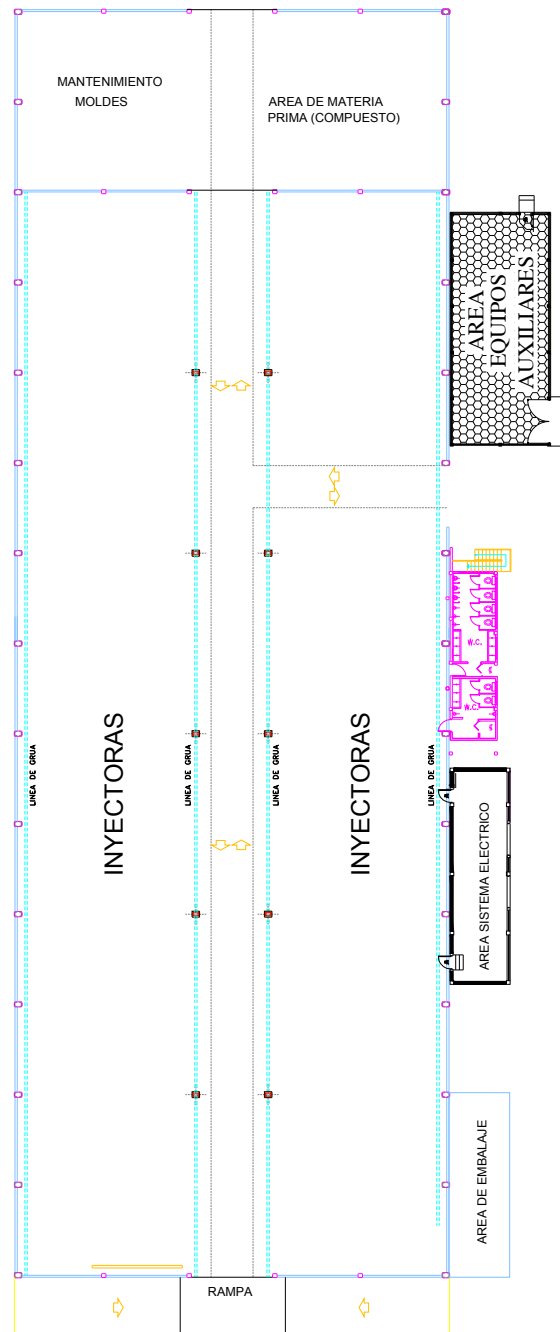 MANTENIMIENTO
MOLDES
AREA DE MATERIA
PRIMA (COMPUESTO)
AREA
EQUIPOS
AUXILIARES
W.C.
W.C.
INYECTORAS
INYECTORAS
LINEA DE GRUA
LINEA DE GRUA
LINEA DE GRUA
LINEA DE GRUA
AREA SISTEMA ELECTRICO
AREA DE EMBALAJE
RAMPA